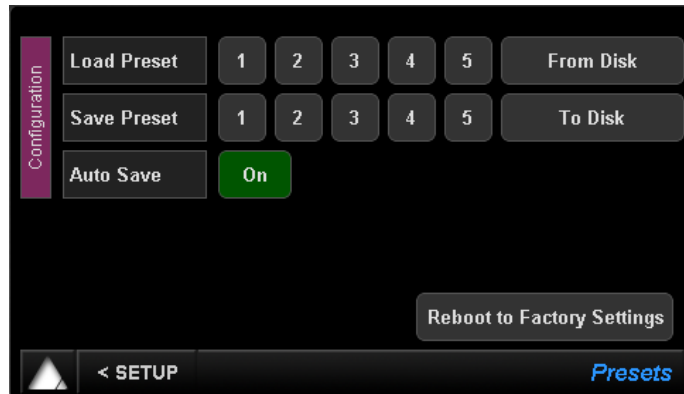 Configuration
Load Preset 1 2 3 4 5 From Disk
Save Preset 1 2 3 4 5 To Disk
Auto Save On
Reboot to Factory Settings
< SETUP Presets